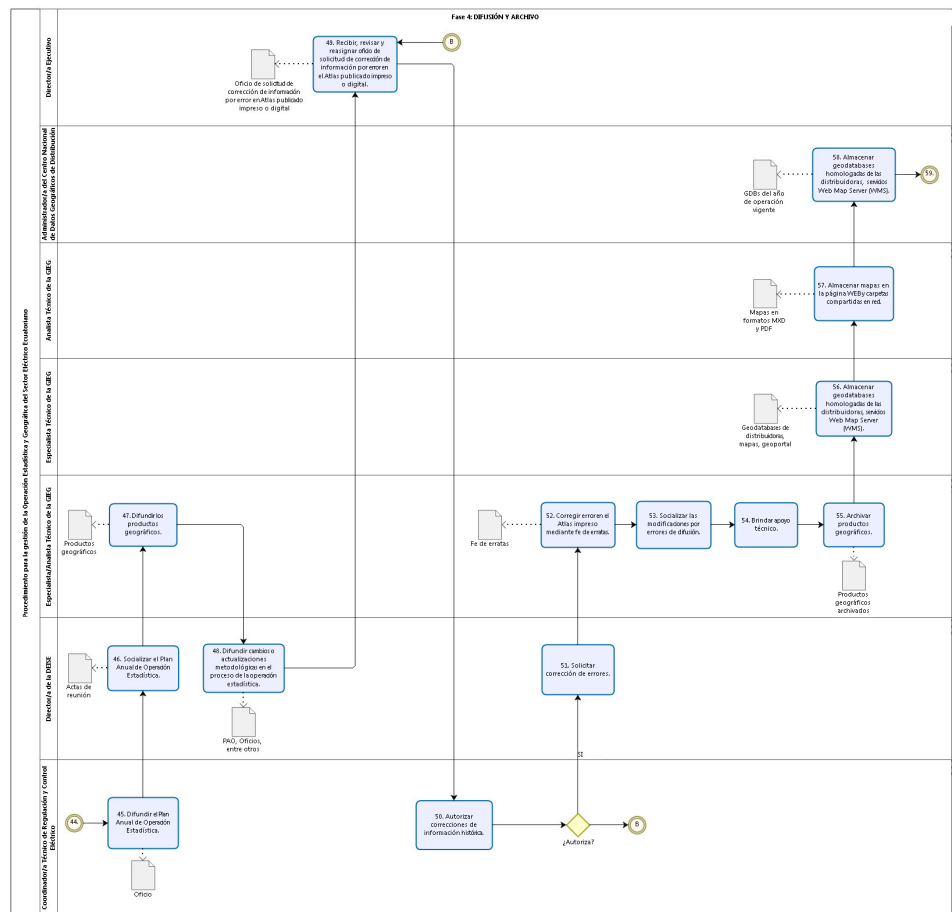 Fase 4: DIFUSIÓN Y ARCHIVO
Procedimiento para la gestión de la Operación Estadística y Geográfica del Sector Eléctrico Ecuatoriano
Director/a Ejecutivo
49. Recibir, revisar y
reasignar oficio de
solicitud de corrección de
información por error en
el Atlas publicado impreso
o digital.
B
Oficio de solicitud de
corrección de información
por error en Atlas publicado
impreso o digital
Administrador/a del Centro Nacional
de Datos Geográficos de Distribución
58. Almacenar
geodatabases
homologadas de las
distribuidoras, servicios
Web Map Server (WMS).
59.
GDBs del año
de operación
vigente
Analista Técnico de la GIEG
57. Almacenar mapas en
la página WEB y carpetas
compartidas en red.
Mapas en
formatos MXD
y PDF
Especialista Técnico de la GIEG
56. Almacenar
geodatabases
homologadas de las
distribuidoras, servicios
Web Map Server
(WMS).
Geodatabases de
distribuidoras,
mapas, geoportal
Especialista/Analista Técnico de la GIEG
47. Difundir los
productos
geográficos.
Productos
geográficos
52. Corregir error en el
Atlas impreso
mediante fe de erratas.
Fe de erratas
53. Socializar las
modificaciones por
errores de difusión.
54. Brindar apoyo
técnico.
55. Archivar
productos
geográficos.
Productos
geográficos
archivados
Director/a de la DEISE
46. Socializar el Plan
Anual de Operación
Estadística.
Actas de
reunión
48. Difundir cambios o
actualizaciones
metodológicas en el
proceso de la operación
estadística.
PAO, Oficios,
entre otros
51. Solicitar
corrección de errores.
SI
Coordinador/a Técnico de Regulación y Control
Eléctrico
44.
45. Difundir el Plan
Anual de Operación
Estadística.
Oficio
50. Autorizar
correcciones de
información histórica.
¿Autoriza?
B